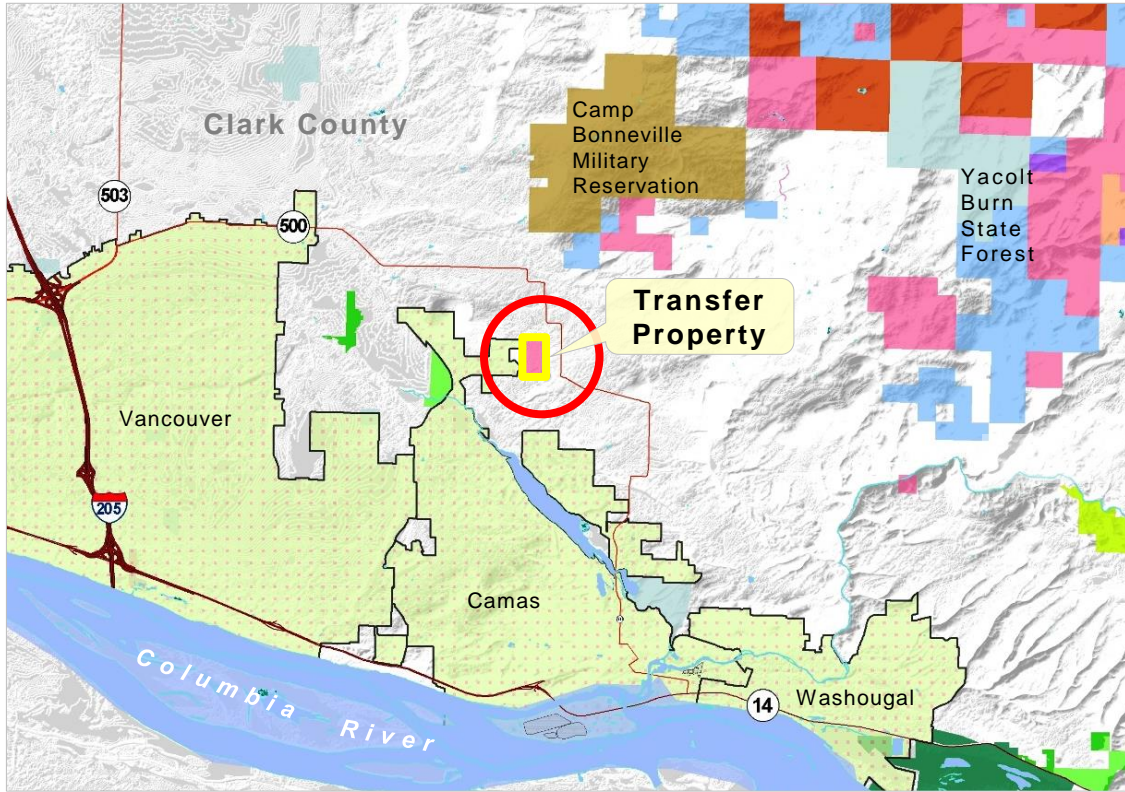 Clark County
Camp
Bonneville
Military
Reservation
Yacolt
Burn
State
Forest
503
500
Transfer
Property
Vancouver
205
Camas
Columbia River
14
Washougal